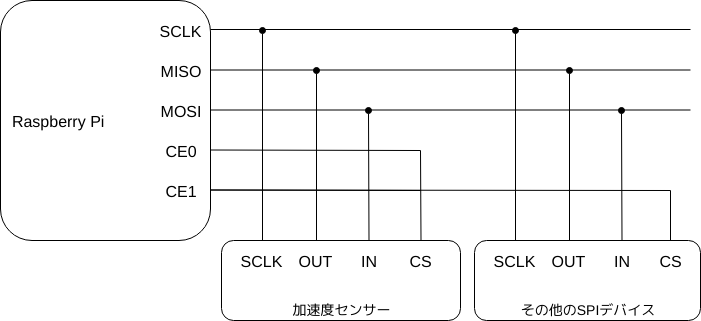 SCLK
MISO
MOSI
Raspberry Pi
CE0
CE1
SCLK OUT IN CS
加速度センサー
SCLK OUT IN CS
その他のSPIデバイス